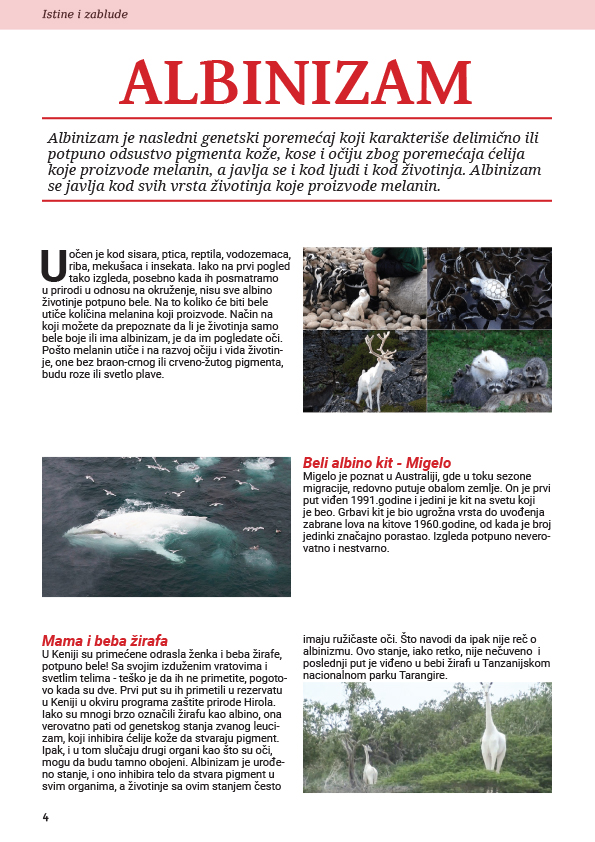 Istine i zablude
ALBINIZAM
Albinizam je nasledni genetski poremećaj koji karakteriše delimično ili
potpuno odsustvo pigmenta kože, kose i očiju zbog poremećaja ćelija
koje proizvode melanin, a javlja se i kod ljudi i kod životinja. Albinizam
se javlja kod svih vrsta životinja koje proizvode melanin.
Uočen je kod sisara, ptica, reptila, vodozemaca,
riba, mekušaca i insekata. Iako na prvi pogled
tako izgleda, posebno kada ih posmatramo
u prirodi u odnosu na okruženje, nisu sve albino
životinje potpuno bele. Na to koliko će biti bele
utiče količina melanina koji proizvode. Način na
koji možete da prepoznate da li je životinja samo
bele boje ili ima albinizam, je da im pogledate oči.
Pošto melanin utiče i na razvoj očiju i vida životin-
je, one bez braon-crnog ili crveno-žutog pigmenta,
budu roze ili svetlo plave.
Beli albino kit - Migelo
Migelo je poznat u Australiji, gde u toku sezone
migracije, redovno putuje obalom zemlje. On je prvi
put viđen 1991.godine i jedini je kit na svetu koji
je beo. Grbavi kit je bio ugrožna vrsta do uvođenja
zabrane lova na kitove 1960.godine, od kada je broj
jedinki značajno porastao. Izgleda potpuno nevero-
vatno i nestvarno.
Mama i beba žirafa
U Keniji su primećene odrasla ženka i beba žirafe,
potpuno bele! Sa svojim izduženim vratovima i
svetlim telima - teško je da ih ne primetite, pogoto-
vo kada su dve. Prvi put su ih primetili u rezervatu
u Keniji u okviru programa zaštite prirode Hirola.
Iako su mnogi brzo označili žirafu kao albino, ona
verovatno pati od genetskog stanja zvanog leuci-
zam, koji inhibira ćelije kože da stvaraju pigment.
Ipak, i u tom slučaju drugi organi kao što su oči,
mogu da budu tamno obojeni. Albinizam je urođe-
no stanje, i ono inhibira telo da stvara pigment u
svim organima, a životinje sa ovim stanjem često
imaju ružičaste oči. Što navodi da ipak nije reč o
albinizmu. Ovo stanje, iako retko, nije nečuveno i
poslednji put je viđeno u bebi žirafi u Tanzanijskom
nacionalnom parku Tarangire.
4